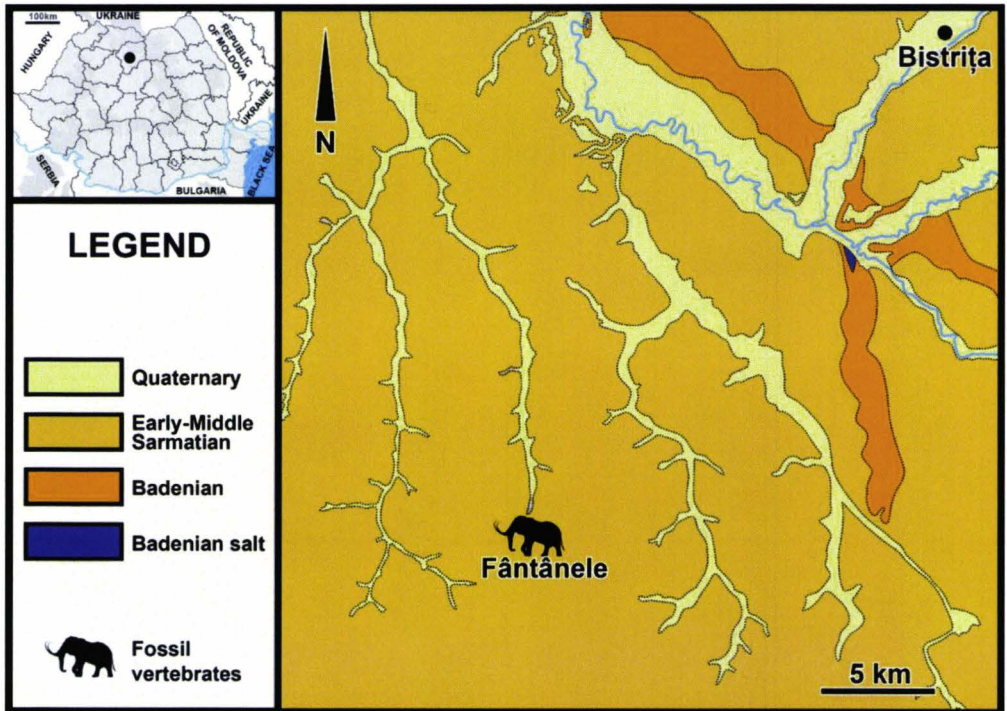 100km
UKRAINE
HUNGARY
REPUBLIC
OF MOLDOVA
UKRAINE
SERBIA
BLACK SEA
BULGARIA
LEGEND
Quaternary
Early-Middle
Sarmatian
Badenian
Badenian salt
Fossil
vertebrates
N
Bistrița
Fântânele
5 km